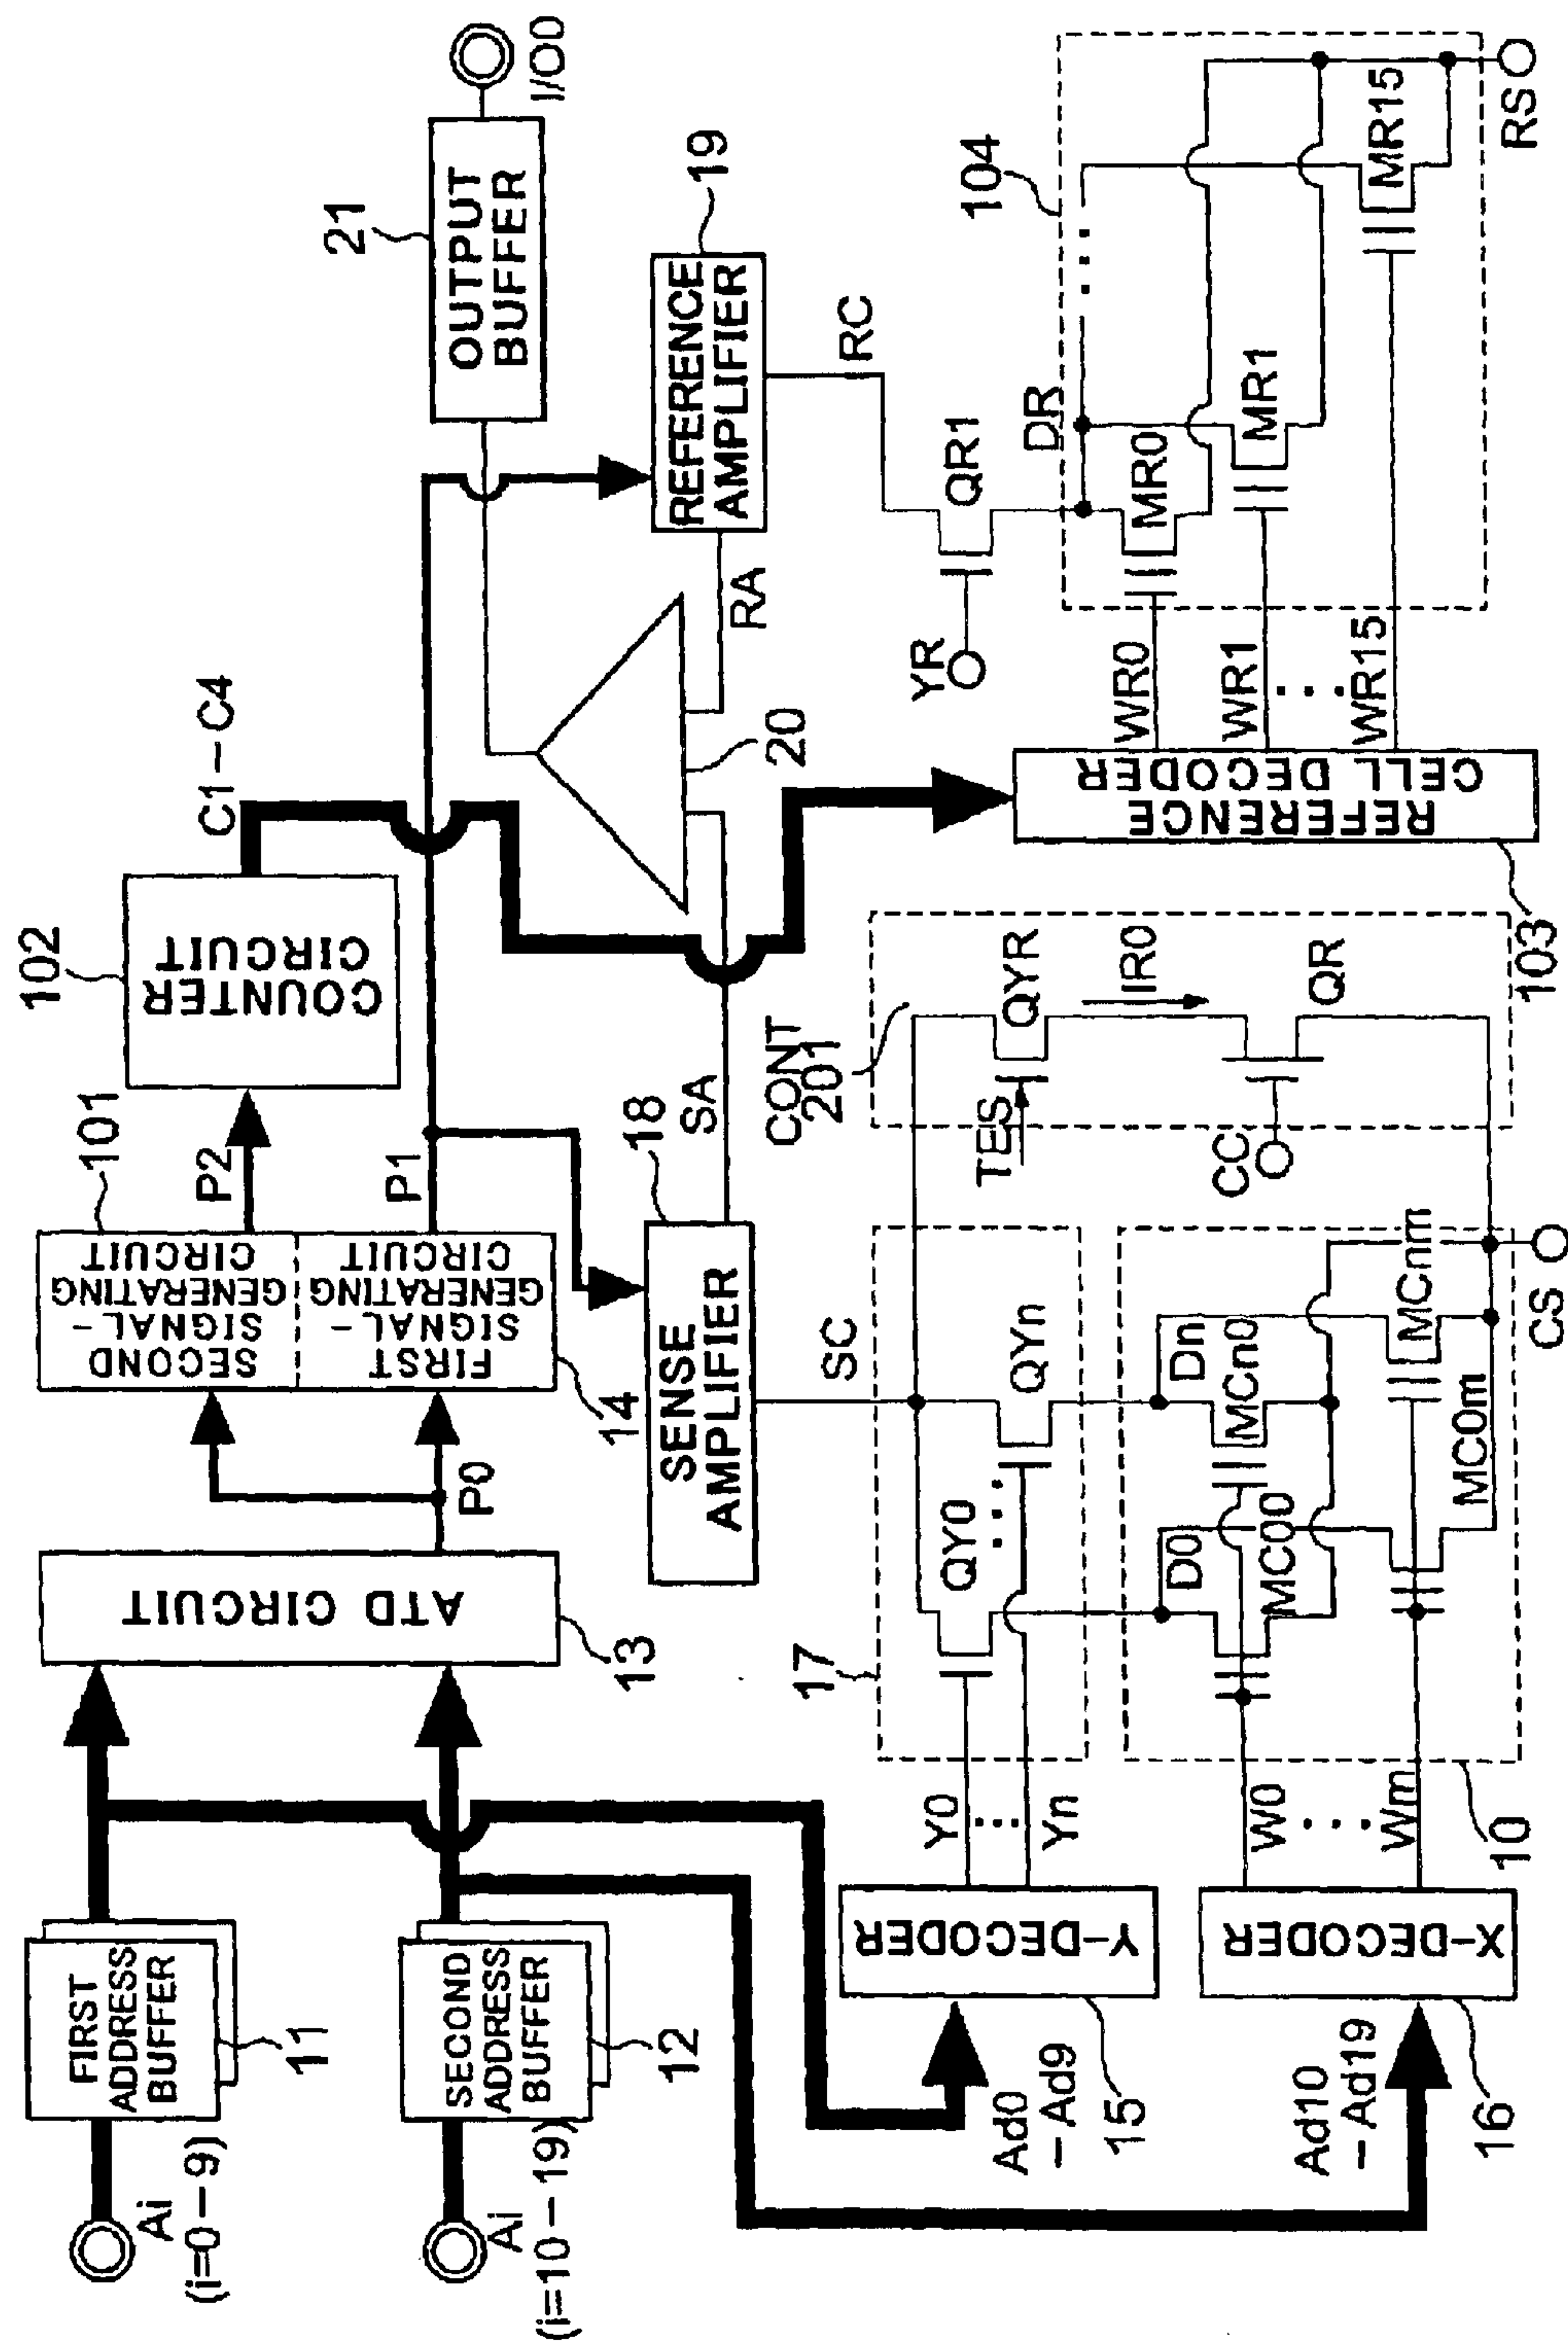 Ai
(i=0–9)
FIRST
ADDRESS
BUFFER
11
Ai
(i=10–19)
SECOND
ADDRESS
BUFFER
12
ATD CIRCUIT
13
P0
SECOND
SIGNAL-
GENERATING
CIRCUIT
101
FIRST
SIGNAL-
GENERATING
CIRCUIT
14
P2
P1
COUNTER
CIRCUIT
102
C1–C4
OUTPUT
BUFFER
21
I/O0
SENSE
AMPLIFIER
18
SA
20
RA
REFERENCE
AMPLIFIER
19
RC
SC
CONT
201
Ad0
–Ad9
Y-DECODER
15
Y0
...
Yn
17
QY0
...
QYn
TES
QYR
IR0
CC
QR
Ad10
–Ad19
X-DECODER
16
W0
...
Wm
10
D0
MC00
Dn
MCn0
MC0m
MCnm
CS
REFERENCE
CELL DECODER
103
YR
QR1
DR
WR0
WR1
...
WR15
MR0
MR1
...
MR15
104
RS